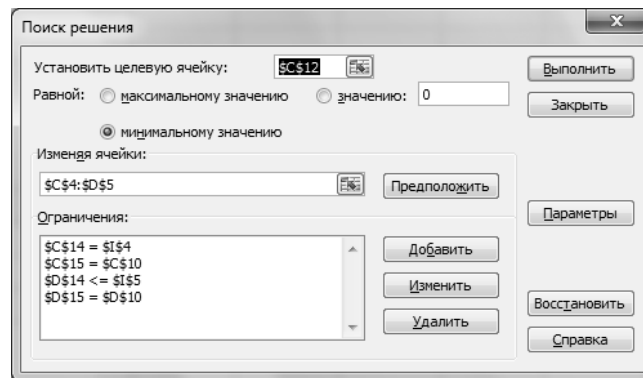 Поиск решения
x
Установить целевую ячейку: $C$12
Выполнить
Равной: максимальному значению значению: 0
Закрыть
минимальному значению
Изменяя ячейки:
$C$4:$D$5
Предположить
Параметры
Ограничения:
$C$14 = $I$4
$C$15 = $C$10
$D$14 <= $I$5
$D$15 = $D$10
Добавить
Изменить
Удалить
Восстановить
Справка